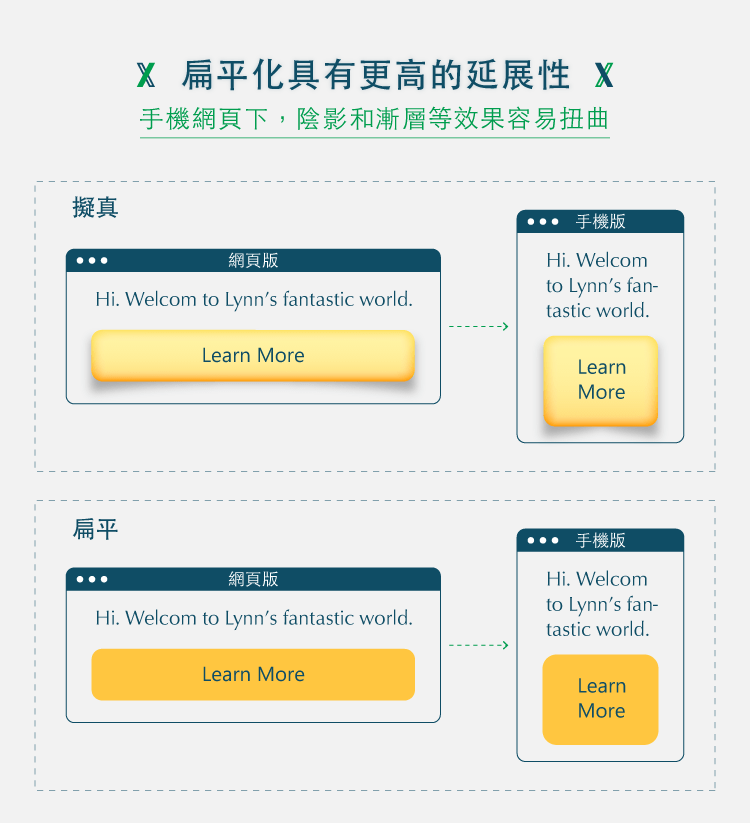 扁平化具有更高的延展性
手機網頁下，陰影和漸層等效果容易扭曲
擬真
網頁版
Hi. Welcom to Lynn’s fantastic world.
Learn More
手機版
Hi. Welcom
to Lynn’s fan-
tastic world.
Learn
More
扁平
網頁版
Hi. Welcom to Lynn’s fantastic world.
Learn More
手機版
Hi. Welcom
to Lynn’s fan-
tastic world.
Learn
More